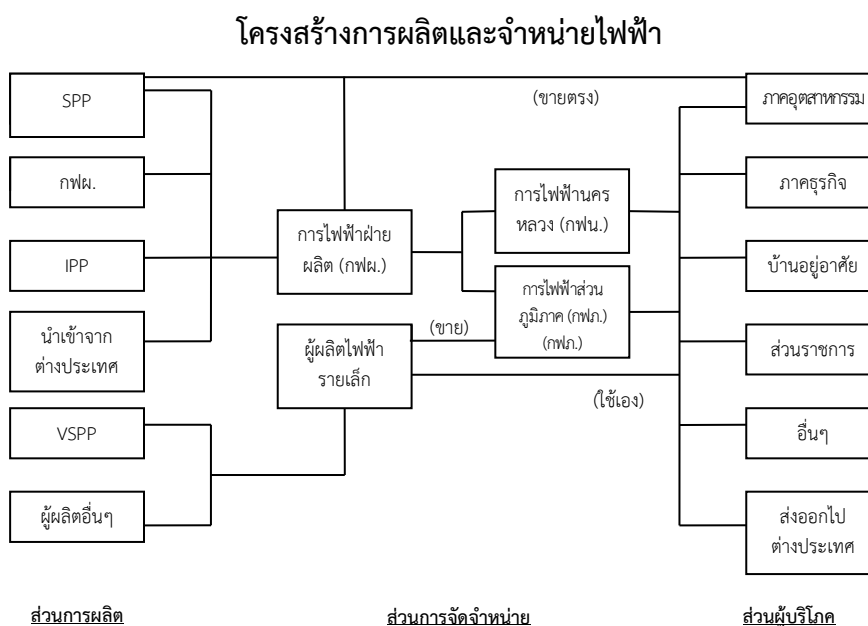 โครงสร้างการผลิตและจำหน่ายไฟฟ้า
SPP
กฟผ.
IPP
นำเข้าจาก
ต่างประเทศ
VSPP
ผู้ผลิตอื่นๆ
การไฟฟ้าฝ่าย
ผลิต (กฟผ.)
ผู้ผลิตไฟฟ้า
รายเล็ก
(ขายตรง)
การไฟฟ้านคร
หลวง (กฟน.)
การไฟฟ้าส่วน
ภูมิภาค (กฟภ.)
(กฟภ.)
(ขาย)
(ใช้เอง)
ภาคอุตสาหกรรม
ภาคธุรกิจ
บ้านอยู่อาศัย
ส่วนราชการ
อื่นๆ
ส่งออกไป
ต่างประเทศ
ส่วนการผลิต
ส่วนการจัดจำหน่าย
ส่วนผู้บริโภค